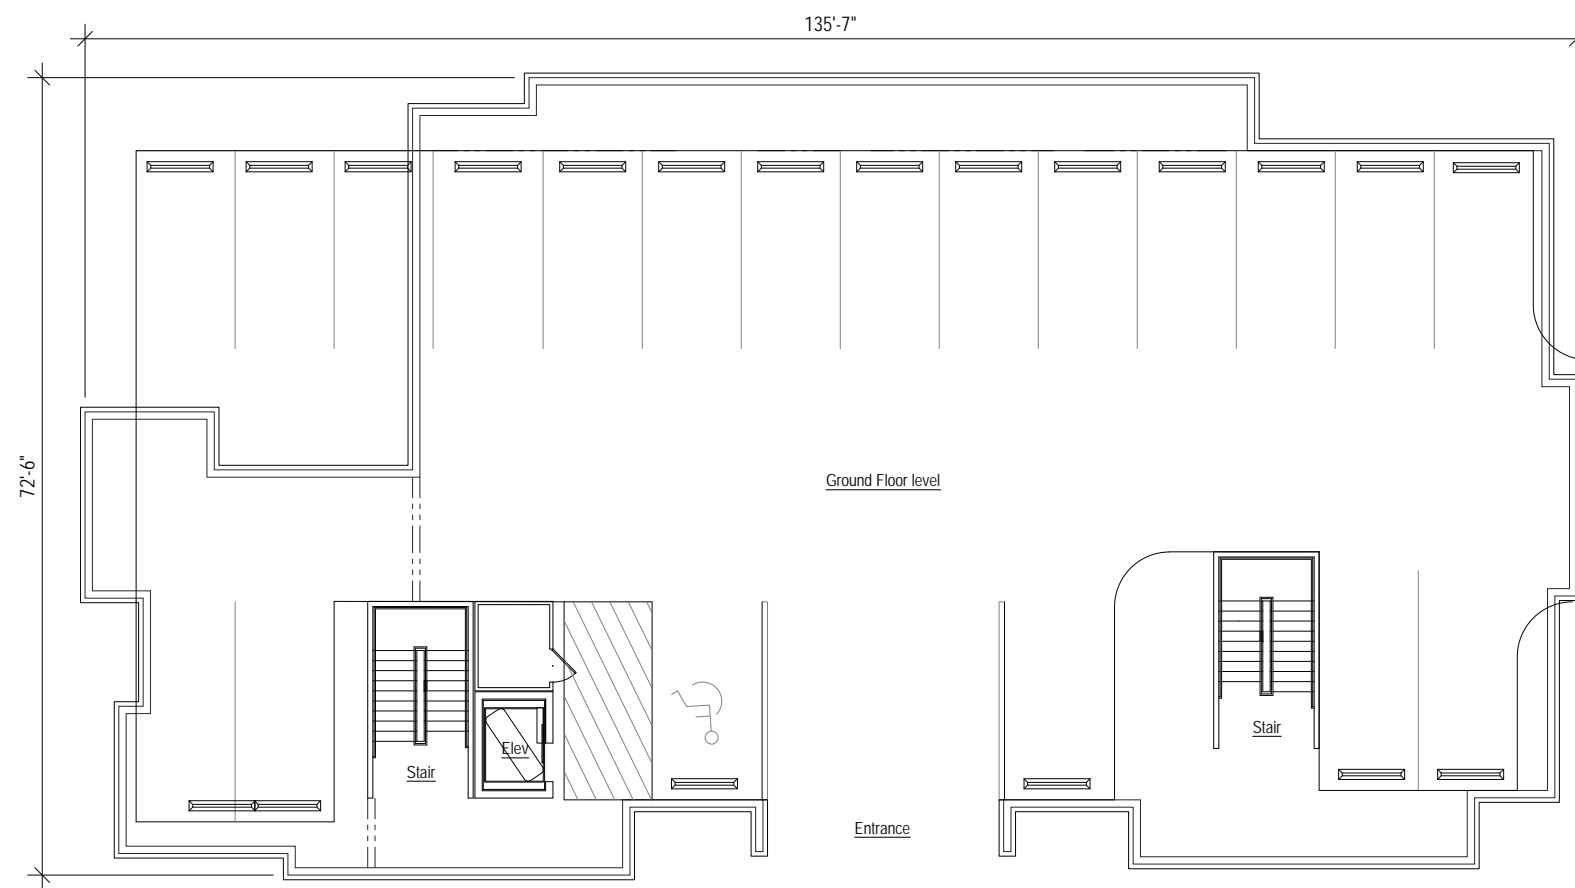 135'-7"
72'-6"
Ground Floor level
Stair
Elev
Stair
Entrance